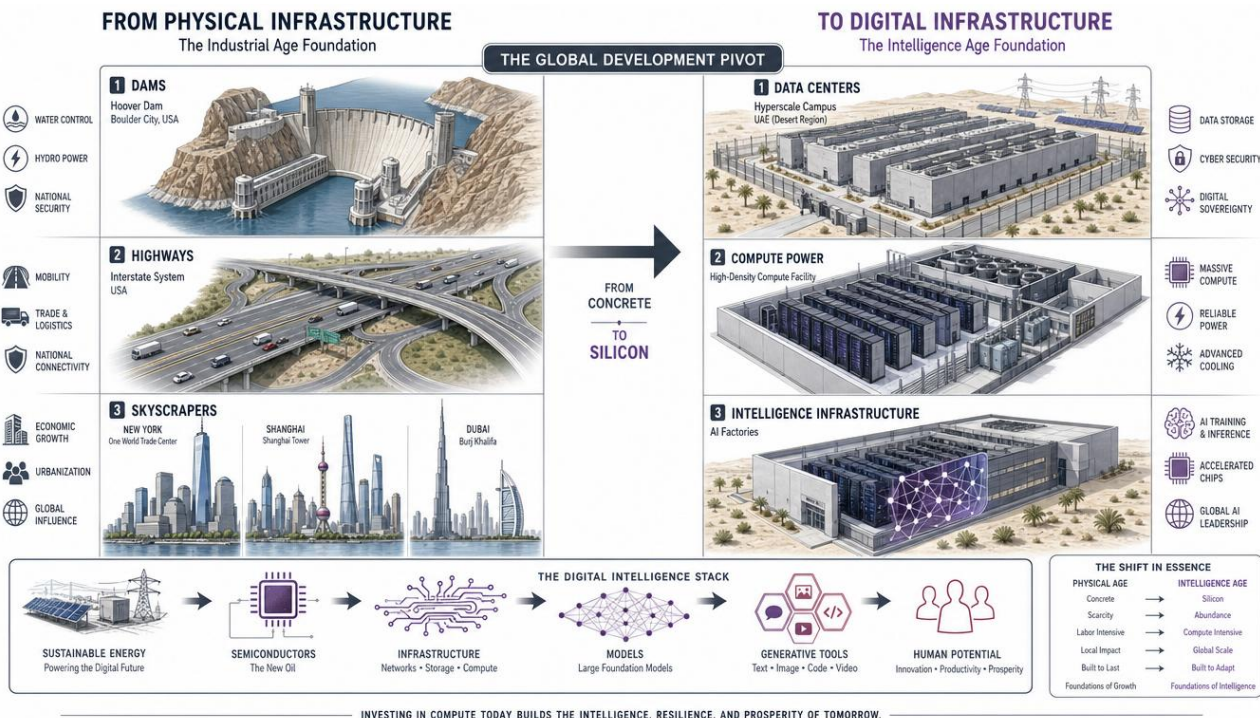 FROM PHYSICAL INFRASTRUCTURE
The Industrial Age Foundation
TO DIGITAL INFRASTRUCTURE
The Intelligence Age Foundation
THE GLOBAL DEVELOPMENT PIVOT
1 DAMS
Hoover Dam
Boulder City, USA
WATER CONTROL
HYDRO POWER
NATIONAL
SECURITY
2 HIGHWAYS
Interstate System
USA
MOBILITY
TRADE &
LOGISTICS
NATIONAL
CONNECTIVITY
3 SKYSCRAPERS
NEW YORK
One World Trade Center
SHANGHAI
Shanghai Tower
DUBAI
Burj Khalifa
ECONOMIC
GROWTH
URBANIZATION
GLOBAL
INFLUENCE
FROM
CONCRETE
TO
SILICON
1 DATA CENTERS
Hyperscale Campus
UAE (Desert Region)
DATA STORAGE
CYBER SECURITY
DIGITAL
SOVEREIGNTY
2 COMPUTE POWER
High-Density Compute Facility
MASSIVE
COMPUTE
RELIABLE
POWER
ADVANCED
COOLING
3 INTELLIGENCE INFRASTRUCTURE
AI Factories
AI TRAINING
& INFERENCE
ACCELERATED
CHIPS
GLOBAL AI
LEADERSHIP
THE DIGITAL INTELLIGENCE STACK
SUSTAINABLE ENERGY
Powering the Digital Future
SEMICONDUCTORS
The New Oil
INFRASTRUCTURE
Networks • Storage • Compute
MODELS
Large Foundation Models
</>
GENERATIVE TOOLS
Text • Image • Code • Video
HUMAN POTENTIAL
Innovation • Productivity • Prosperity
THE SHIFT IN ESSENCE
PHYSICAL AGE INTELLIGENCE AGE
Concrete Silicon
Scarcity Abundance
Labor Intensive Compute Intensive
Local Impact Global Scale
Built to Last Built to Adapt
Foundations of Growth Foundations of Intelligence
INVESTING IN COMPUTE TODAY BUILDS THE INTELLIGENCE, RESILIENCE, AND PROSPERITY OF TOMORROW.